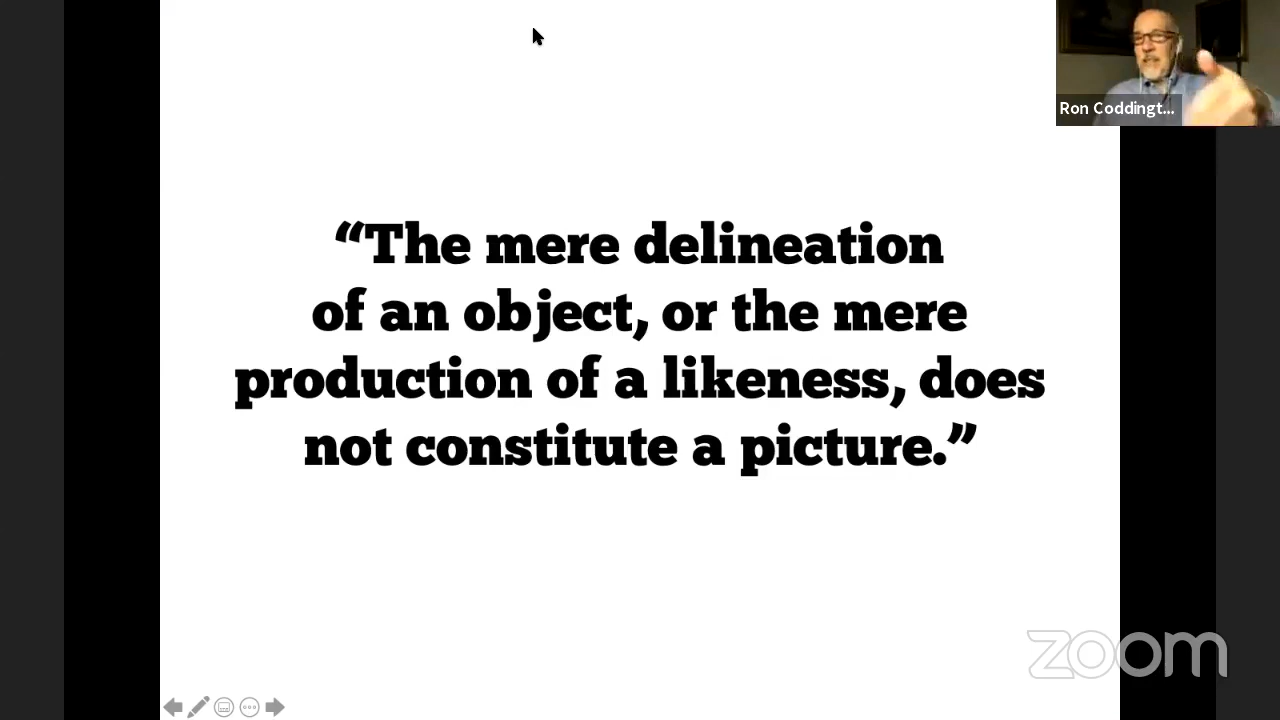 Ron Coddingt...
“The mere delineation
of an object, or the mere
production of a likeness, does
not constitute a picture.”
zoom